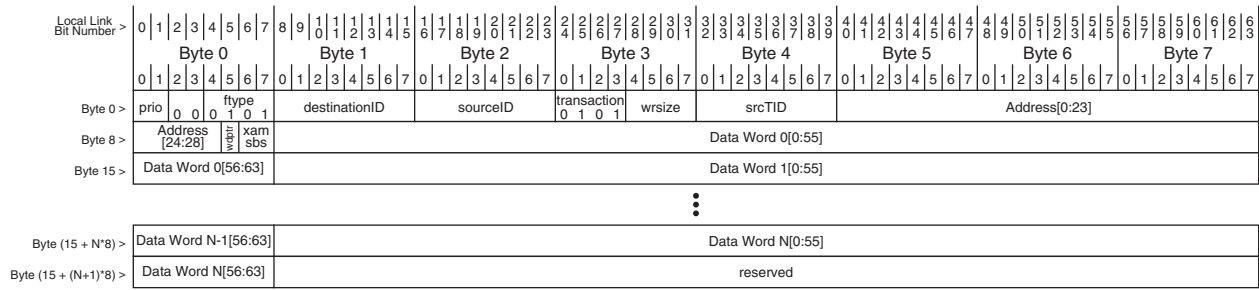 Local Link
Bit Number > 0 1 2 3 4 5 6 7 8 9 10 11 12 13 14 15 16 17 18 19 20 21 22 23 24 25 26 27 28 29 30 31 32 33 34 35 36 37 38 39 40 41 42 43 44 45 46 47 48 49 50 51 52 53 54 55 56 57 58 59 60 61 62 63
Byte 0 Byte 1 Byte 2 Byte 3 Byte 4 Byte 5 Byte 6 Byte 7
0 1 2 3 4 5 6 7 0 1 2 3 4 5 6 7 0 1 2 3 4 5 6 7 0 1 2 3 4 5 6 7 0 1 2 3 4 5 6 7 0 1 2 3 4 5 6 7 0 1 2 3 4 5 6 7 0 1 2 3 4 5 6 7
Byte 0 > prio 0 0 ftype 0 1 0 1 destinationID sourceID transaction 0 1 0 1 wrsize srcTID Address[0:23]
Byte 8 > Address [24:28] wdptr xam sbs Data Word 0[0:55]
Byte 15 > Data Word 0[56:63] Data Word 1[0:55]
Byte (15 + N*8) > Data Word N-1[56:63] Data Word N[0:55]
Byte (15 + (N+1)*8) > Data Word N[56:63] reserved